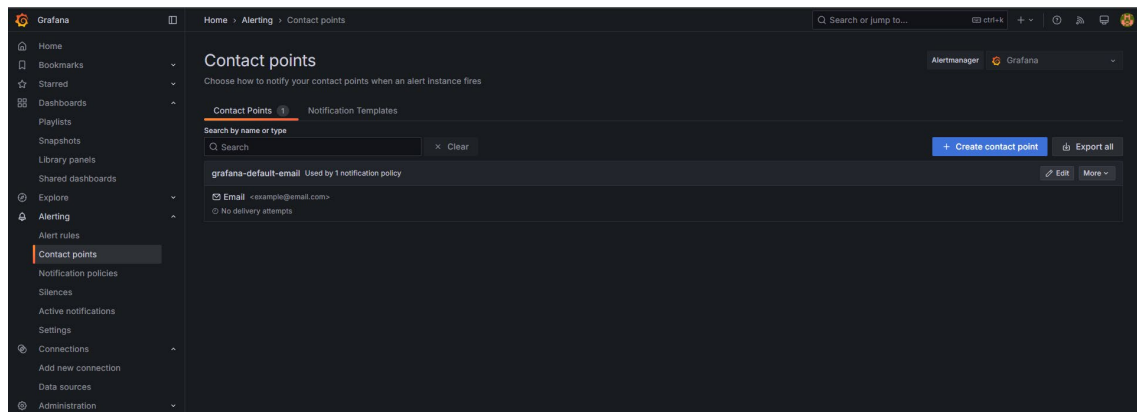 Grafana
Home › Alerting › Contact points
Search or jump to...
ctrl+k
Home
Bookmarks
Starred
Dashboards
Playlists
Snapshots
Library panels
Shared dashboards
Explore
Alerting
Alert rules
Contact points
Notification policies
Silences
Active notifications
Settings
Connections
Add new connection
Data sources
Administration
Contact points
Choose how to notify your contact points when an alert instance fires
Alertmanager Grafana
Contact Points 1 Notification Templates
Search by name or type
Search
× Clear
+ Create contact point
Export all
grafana-default-email Used by 1 notification policy
Edit
More
Email <example@email.com>
No delivery attempts